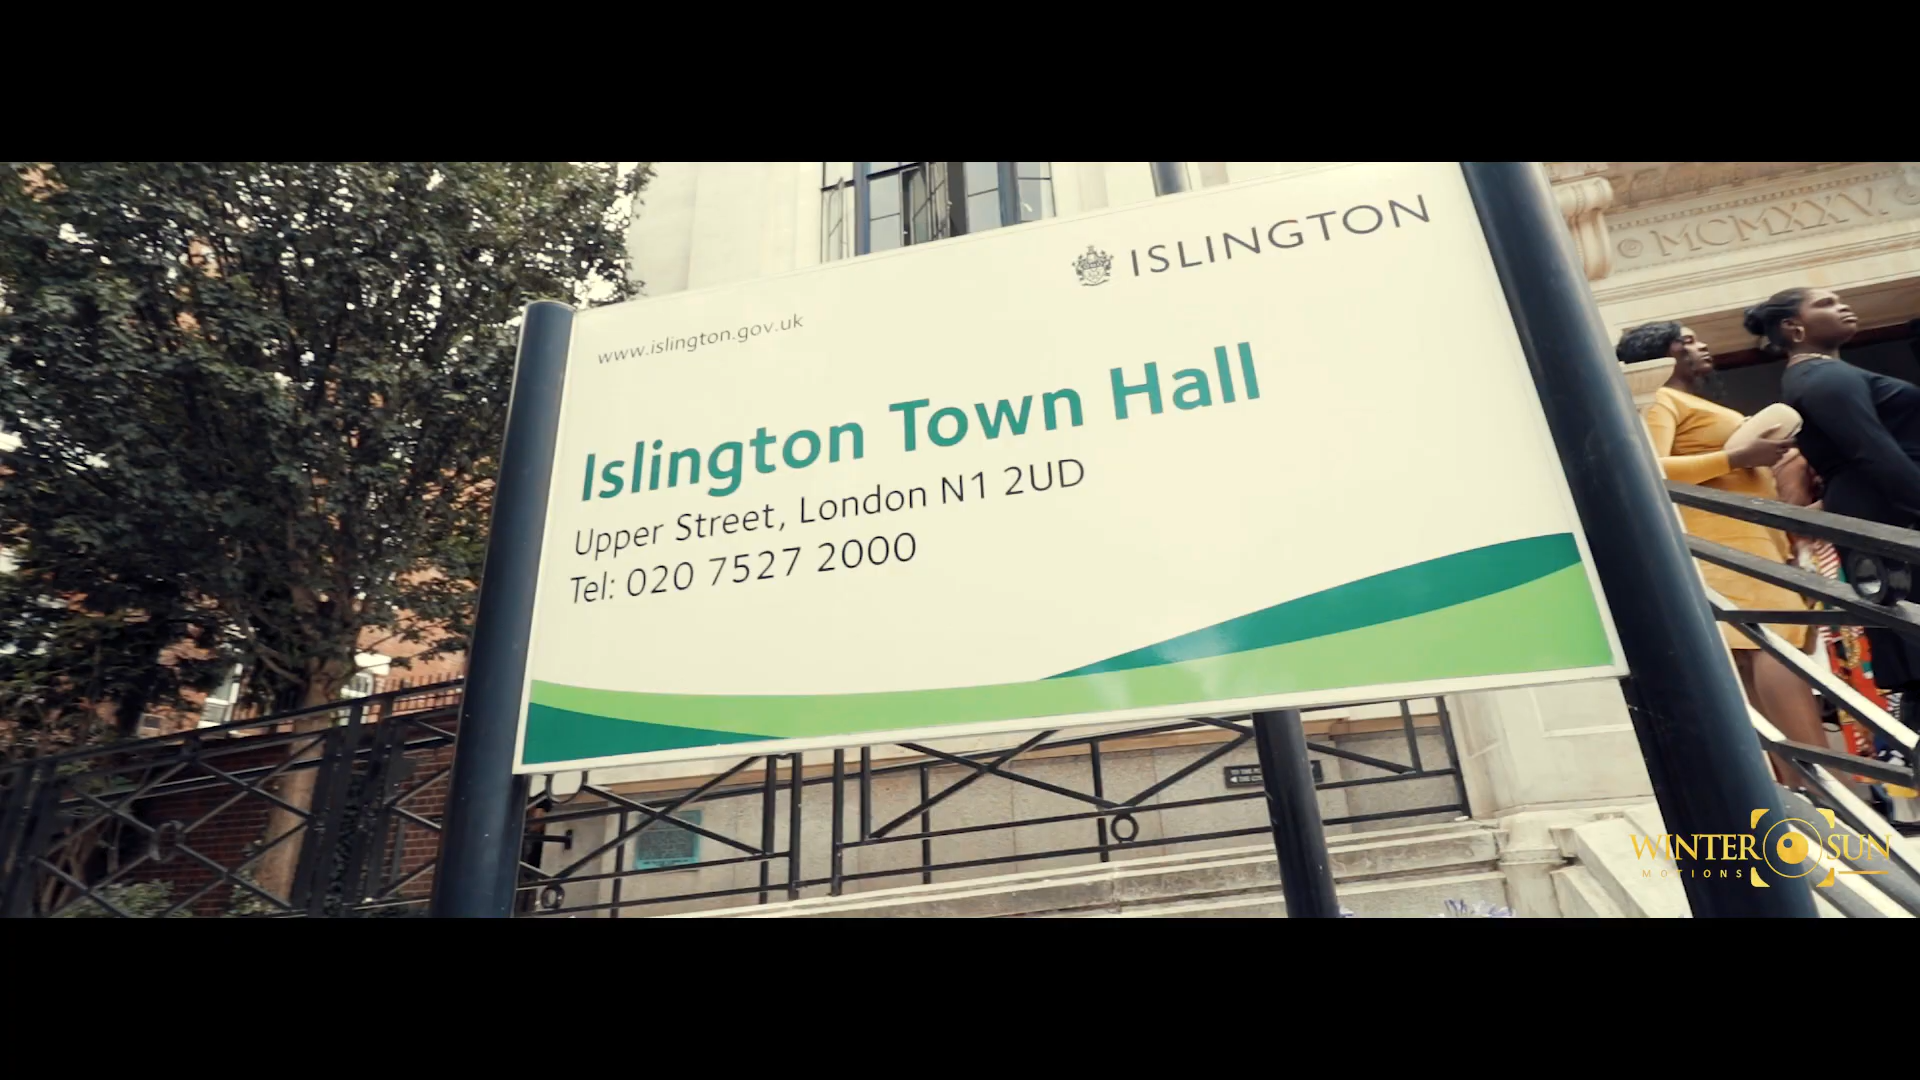 ISLINGTON
www.islington.gov.uk
Islington Town Hall
Upper Street, London N1 2UD
Tel: 020 7527 2000
MCMXXV
WINTER SUN
MOTIONS